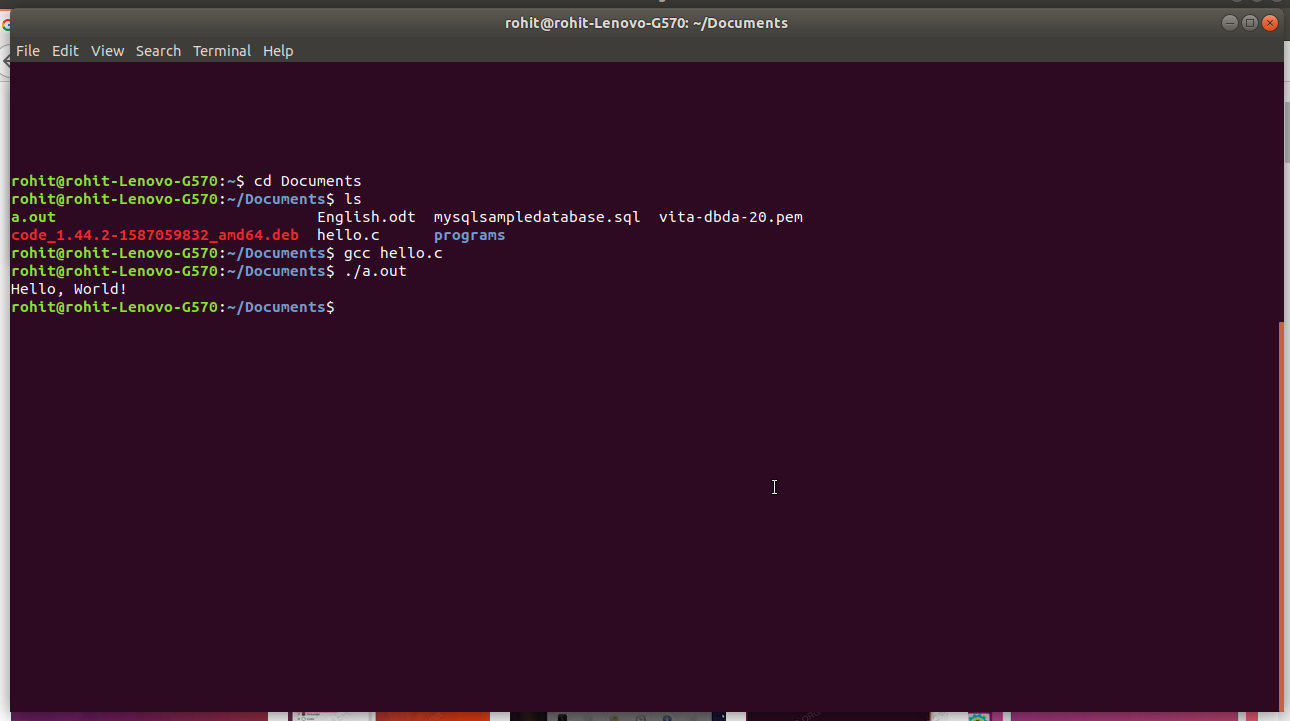 rohit@rohit-Lenovo-G570: ~/Documents
File Edit View Search Terminal Help
rohit@rohit-Lenovo-G570:~$ cd Documents
rohit@rohit-Lenovo-G570:~/Documents$ ls
a.out English.odt mysqlsampledatabase.sql vita-dbda-20.pem
code_1.44.2-1587059832_amd64.deb hello.c programs
rohit@rohit-Lenovo-G570:~/Documents$ gcc hello.c
rohit@rohit-Lenovo-G570:~/Documents$ ./a.out
Hello, World!
rohit@rohit-Lenovo-G570:~/Documents$